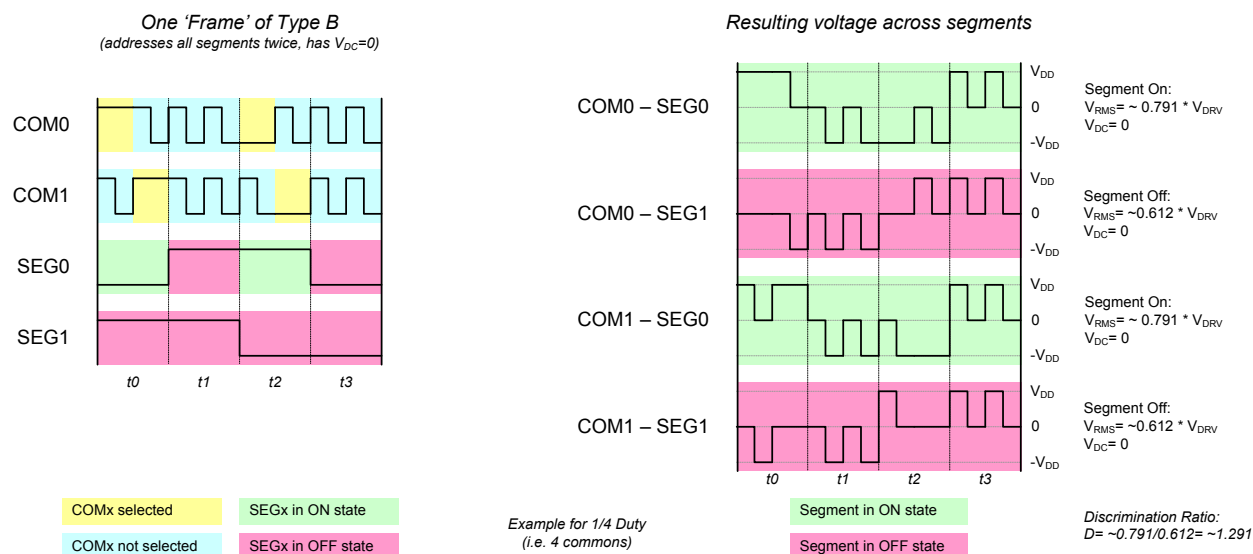 One ‘Frame’ of Type B
(addresses all segments twice, has VDC=0)
COM0
COM1
SEG0
SEG1
t0 t1 t2 t3
COMx selected
COMx not selected
SEGx in ON state
SEGx in OFF state
Example for 1/4 Duty
(i.e. 4 commons)
Resulting voltage across segments
COM0 – SEG0
VDD
0
-VDD
Segment On:
VRMS= ~ 0.791 * VDRV
VDC= 0
COM0 – SEG1
VDD
0
-VDD
Segment Off:
VRMS= ~0.612 * VDRV
VDC= 0
COM1 – SEG0
VDD
0
-VDD
Segment On:
VRMS= ~ 0.791 * VDRV
VDC= 0
COM1 – SEG1
VDD
0
-VDD
Segment Off:
VRMS= ~0.612 * VDRV
VDC= 0
t0 t1 t2 t3
Segment in ON state
Segment in OFF state
Discrimination Ratio:
D= ~0.791/0.612= ~1.291